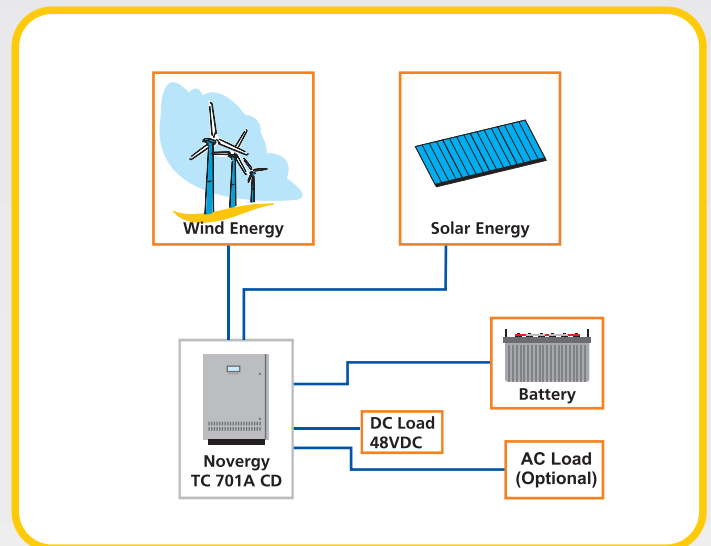 Wind Energy
Solar Energy
Battery
DC Load
48VDC
Novergy
TC 701A CD
AC Load
(Optional)